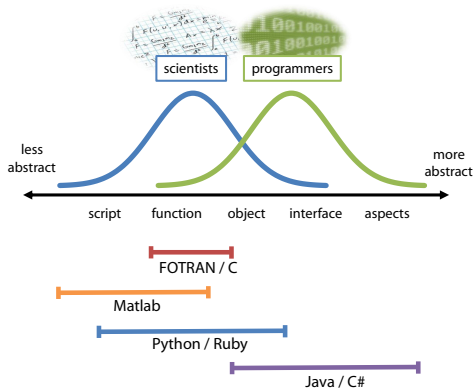 scientists
programmers
less
abstract
more
abstract
script function object interface aspects
FOTRAN / C
Matlab
Python / Ruby
Java / C#